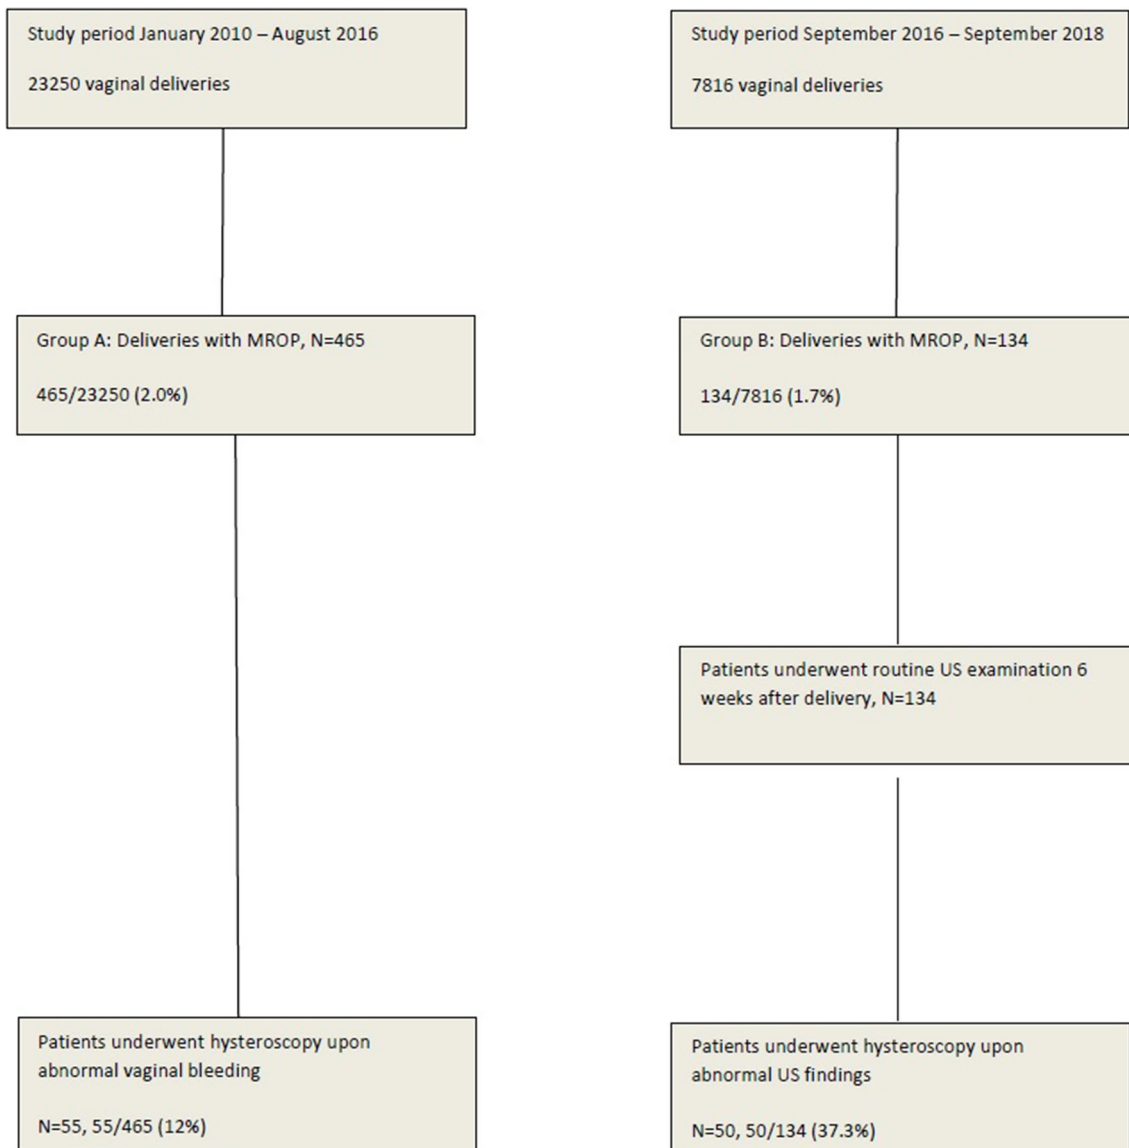 Study period January 2010 – August 2016
23250 vaginal deliveries
Study period September 2016 – September 2018
7816 vaginal deliveries
Group A: Deliveries with MROP, N=465
465/23250 (2.0%)
Group B: Deliveries with MROP, N=134
134/7816 (1.7%)
Patients underwent routine US examination 6
weeks after delivery, N=134
Patients underwent hysteroscopy upon
abnormal vaginal bleeding
N=55, 55/465 (12%)
Patients underwent hysteroscopy upon
abnormal US findings
N=50, 50/134 (37.3%)